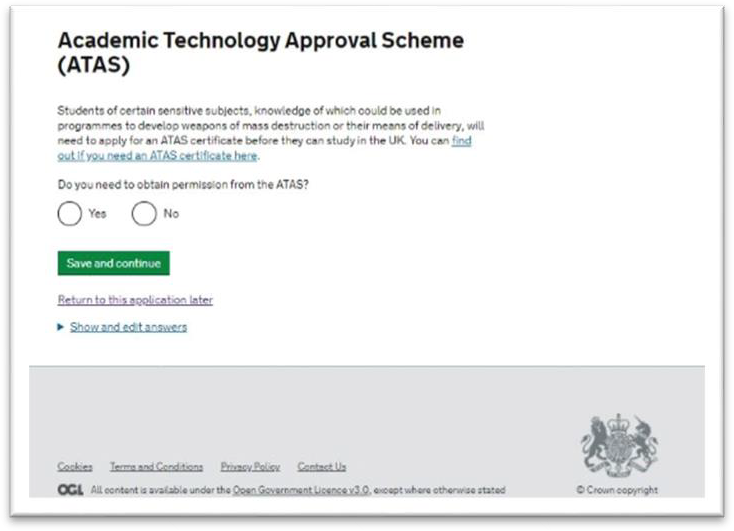 Academic Technology Approval Scheme
(ATAS)
Students of certain sensitive subjects, knowledge of which could be used in
programmes to develop weapons of mass destruction or their means of delivery, will
need to apply for an ATAS certificate before they can study in the UK. You can find
out if you need an ATAS certificate here.
Do you need to obtain permission from the ATAS?
Yes No
Save and continue
Return to this application later
Show and edit answers
Cookies Terms and Conditions Privacy Policy Contact Us
OGL All content is available under the Open Government Licence v3.0, except where otherwise stated
© Crown copyright